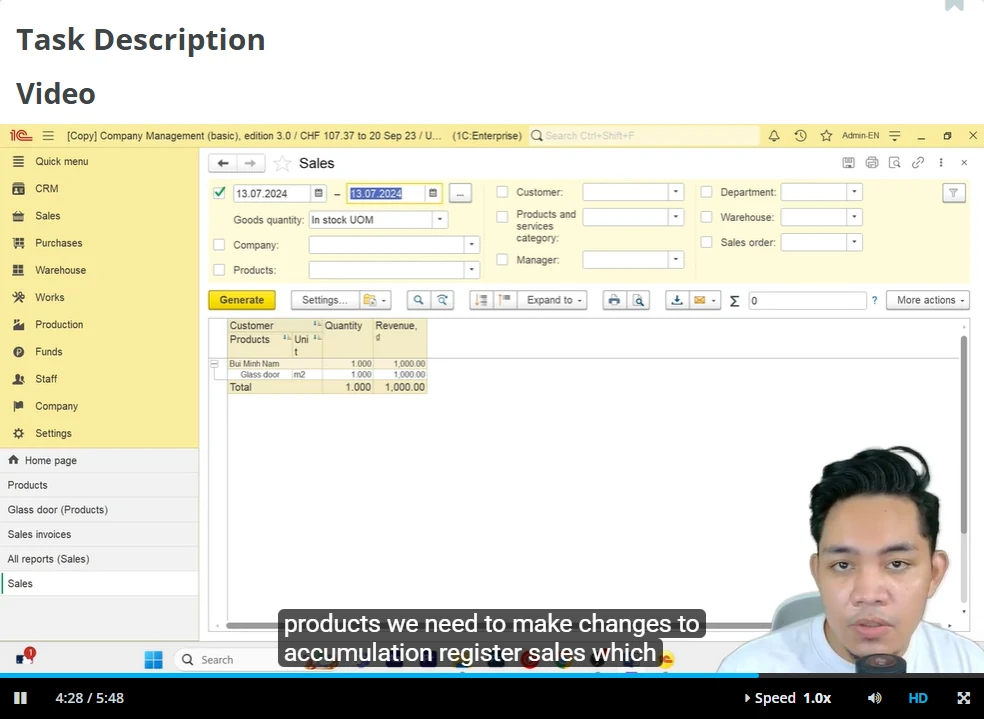 Task Description
Video
[Copy] Company Management (basic), edition 3.0 / CHF 107.37 to 20 Sep 23 / U... (1C:Enterprise) Search Ctrl+Shift+F Admin-EN
Quick menu
CRM
Sales
Purchases
Warehouse
Works
Production
Funds
Staff
Company
Settings
Home page
Products
Glass door (Products)
Sales invoices
All reports (Sales)
Sales
Sales
13.07.2024 – 13.07.2024 ...
Goods quantity: In stock UOM
Company:
Products:
Customer:
Products and
services
category:
Manager:
Department:
Warehouse:
Sales order:
Generate Settings... Expand to Σ 0 ? More actions
Customer Quantity Revenue,
Products Uni đ
t
Bui Minh Nam 1.000 1,000.00
Glass door m2 1.000 1,000.00
Total 1.000 1,000.00
products we need to make changes to
accumulation register sales which
1 Search
4:28 / 5:48 Speed 1.0x HD